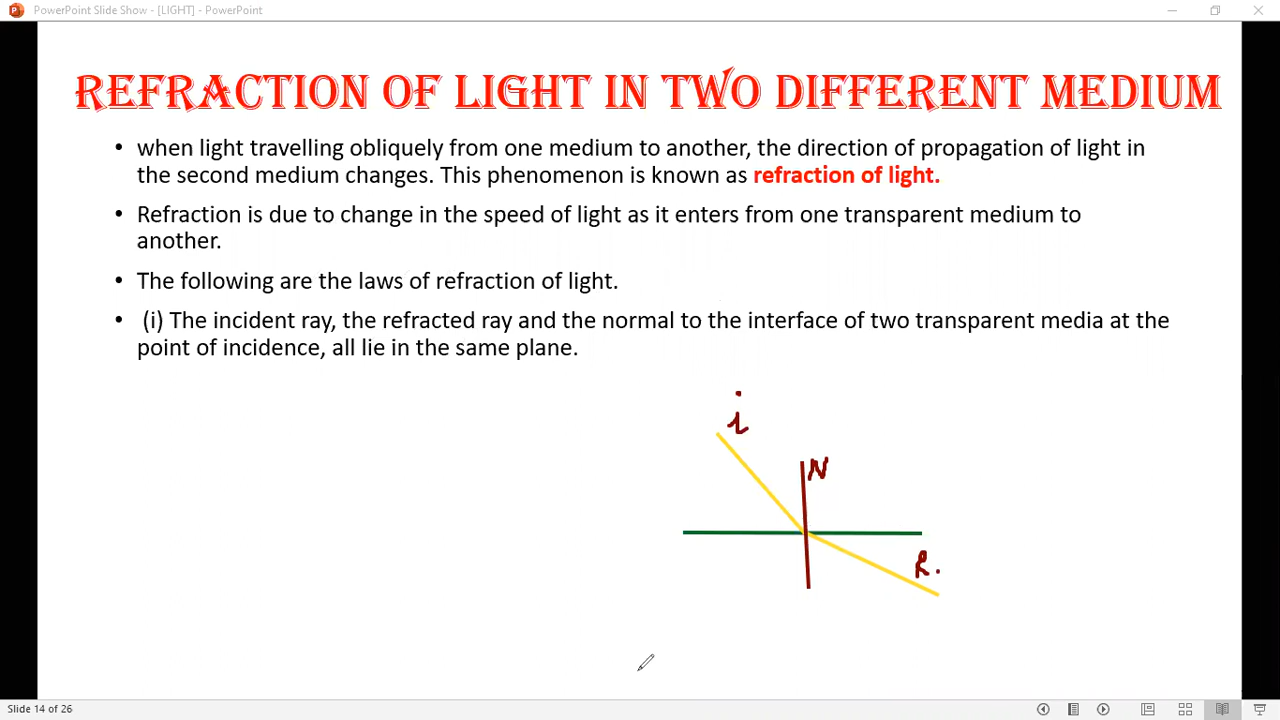 PowerPoint Slide Show - [LIGHT] - PowerPoint
REFRACTION OF LIGHT IN TWO DIFFERENT MEDIUM
• when light travelling obliquely from one medium to another, the direction of propagation of light in
the second medium changes. This phenomenon is known as refraction of light.
• Refraction is due to change in the speed of light as it enters from one transparent medium to
another.
• The following are the laws of refraction of light.
• (i) The incident ray, the refracted ray and the normal to the interface of two transparent media at the
point of incidence, all lie in the same plane.
i
N
R.
Slide 14 of 26